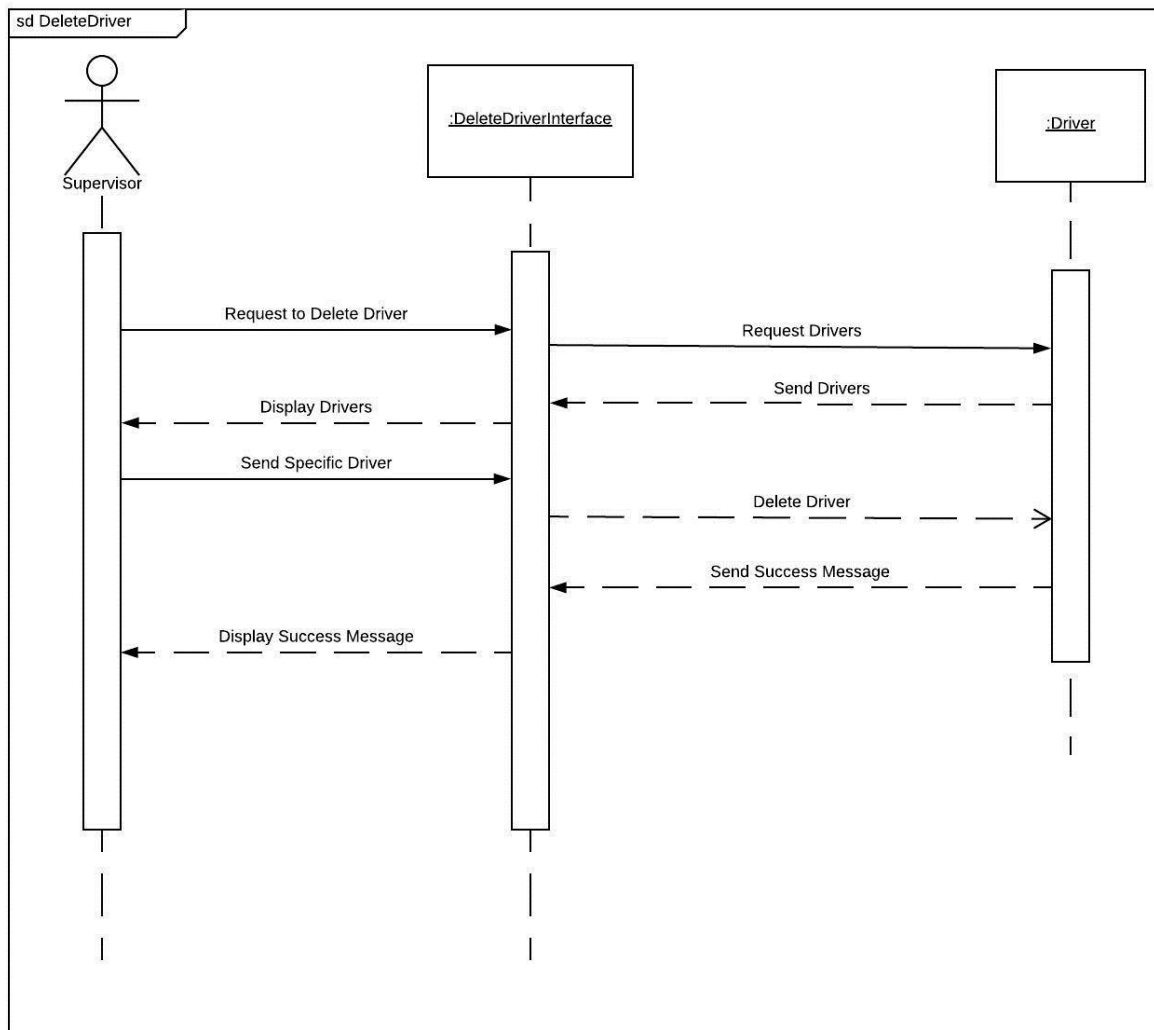 sd DeleteDriver
:DeleteDriverInterface
:Driver
Supervisor
Request to Delete Driver
Request Drivers
Send Drivers
Display Drivers
Send Specific Driver
Delete Driver
Send Success Message
Display Success Message